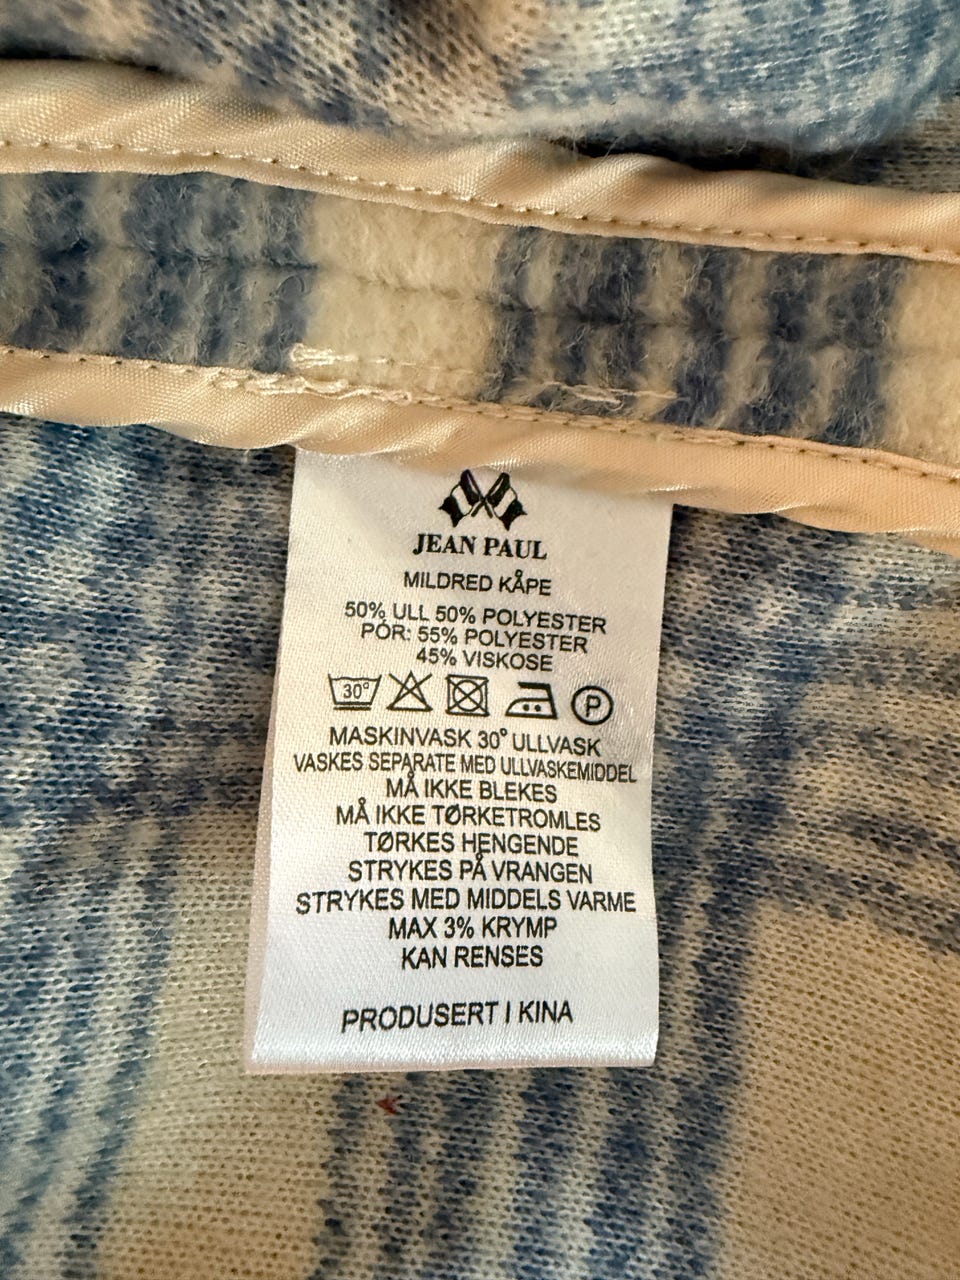 JEAN PAUL
MILDRED KÅPE
50% ULL 50% POLYESTER
FÔR: 55% POLYESTER
45% VISKOSE
30° P
MASKINVASK 30° ULLVASK
VASKES SEPARATE MED ULLVASKEMIDDEL
MÅ IKKE BLEKES
MÅ IKKE TØRKETROMLES
TØRKES HENGENDE
STRYKES PÅ VRANGEN
STRYKES MED MIDDELS VARME
MAX 3% KRYMP
KAN RENSES
PRODUSERT I KINA